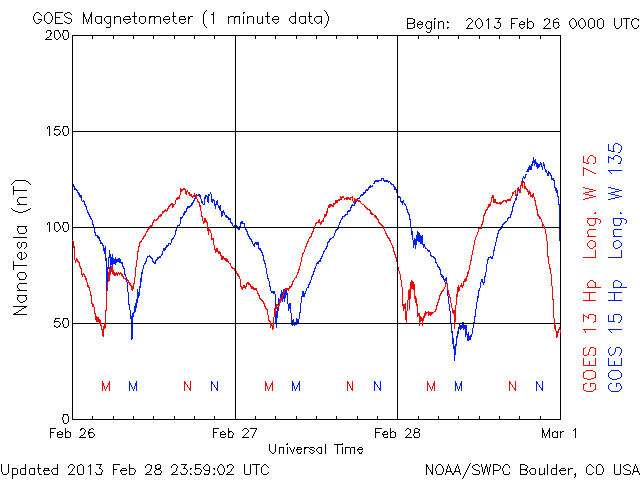 GOES Magnetometer (1 minute data)
Begin: 2013 Feb 26 0000 UTC
200
150
100
50
0
NanoTesla (nT)
M M N N M M N N M M N N
Feb 26 Feb 27 Feb 28 Mar 1
Universal Time
GOES 13 Hp Long. W 75
GOES 15 Hp Long. W 135
Updated 2013 Feb 28 23:59:02 UTC
NOAA/SWPC Boulder, CO USA